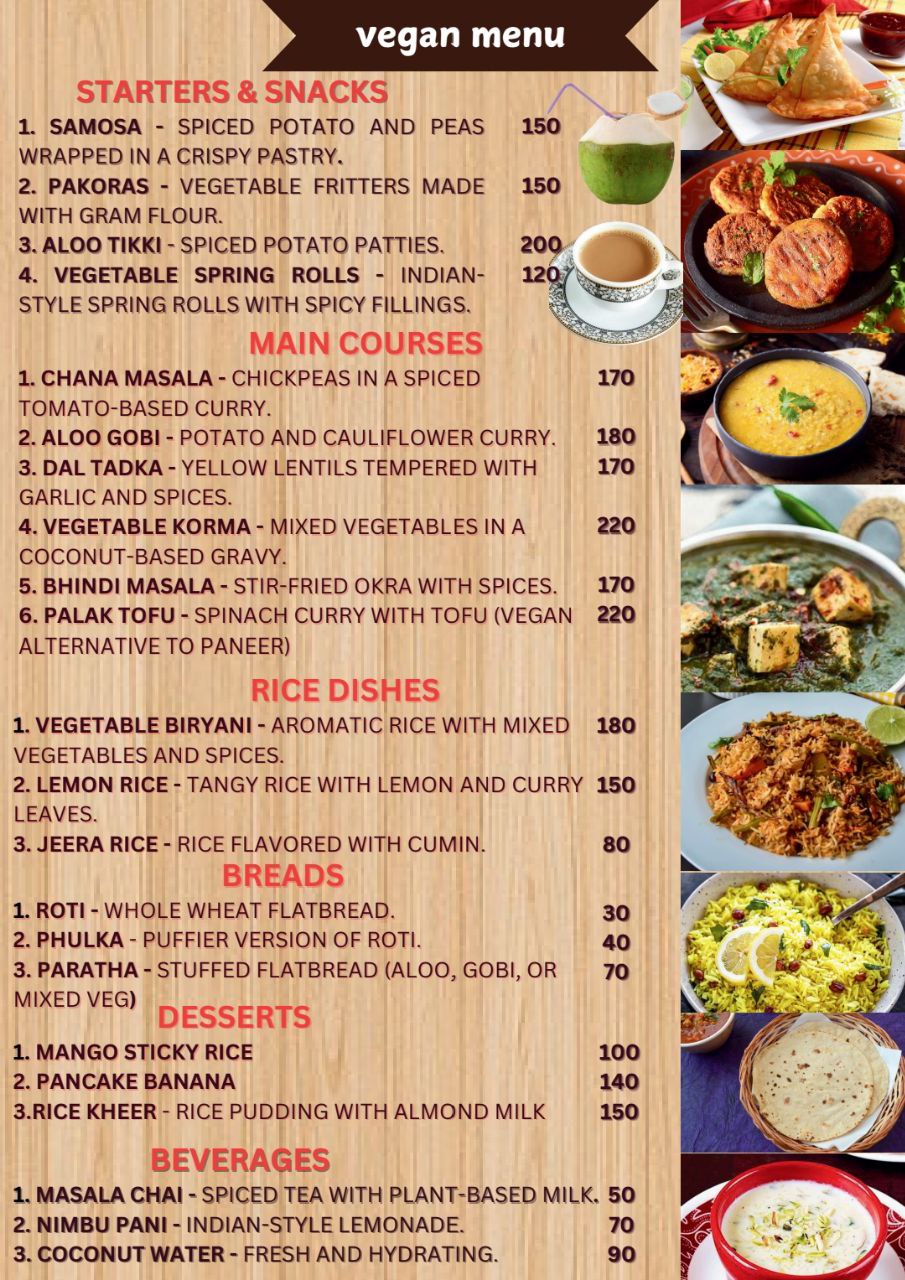 vegan menu
STARTERS & SNACKS
1. SAMOSA - SPICED POTATO AND PEAS 150
WRAPPED IN A CRISPY PASTRY.
2. PAKORAS - VEGETABLE FRITTERS MADE 150
WITH GRAM FLOUR.
3. ALOO TIKKI - SPICED POTATO PATTIES. 200
4. VEGETABLE SPRING ROLLS - INDIAN- 120
STYLE SPRING ROLLS WITH SPICY FILLINGS.
MAIN COURSES
1. CHANA MASALA - CHICKPEAS IN A SPICED 170
TOMATO-BASED CURRY.
2. ALOO GOBI - POTATO AND CAULIFLOWER CURRY. 180
3. DAL TADKA - YELLOW LENTILS TEMPERED WITH 170
GARLIC AND SPICES.
4. VEGETABLE KORMA - MIXED VEGETABLES IN A 220
COCONUT-BASED GRAVY.
5. BHINDI MASALA - STIR-FRIED OKRA WITH SPICES. 170
6. PALAK TOFU - SPINACH CURRY WITH TOFU (VEGAN 220
ALTERNATIVE TO PANEER)
RICE DISHES
1. VEGETABLE BIRYANI - AROMATIC RICE WITH MIXED 180
VEGETABLES AND SPICES.
2. LEMON RICE - TANGY RICE WITH LEMON AND CURRY 150
LEAVES.
3. JEERA RICE - RICE FLAVORED WITH CUMIN. 80
BREADS
1. ROTI - WHOLE WHEAT FLATBREAD. 30
2. PHULKA - PUFFIER VERSION OF ROTI. 40
3. PARATHA - STUFFED FLATBREAD (ALOO, GOBI, OR 70
MIXED VEG)
DESSERTS
1. MANGO STICKY RICE 100
2. PANCAKE BANANA 140
3.RICE KHEER - RICE PUDDING WITH ALMOND MILK 150
BEVERAGES
1. MASALA CHAI - SPICED TEA WITH PLANT-BASED MILK. 50
2. NIMBU PANI - INDIAN-STYLE LEMONADE. 70
3. COCONUT WATER - FRESH AND HYDRATING. 90